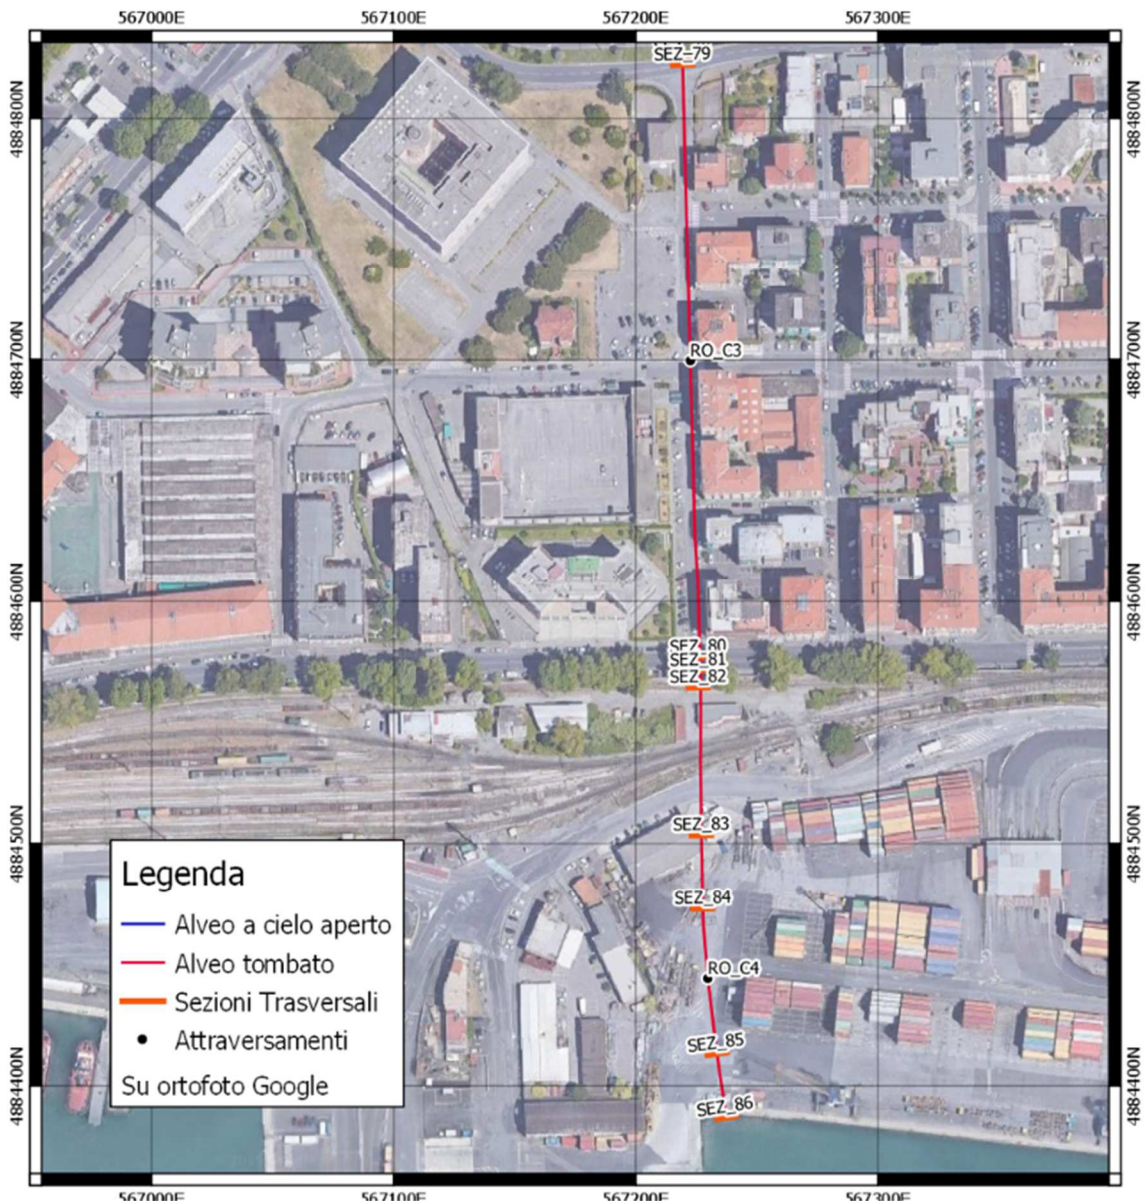 567000E 567100E 567200E 567300E
SEZ_79
4884800N
4884800N
RO_C3
4884700N
4884700N
4884600N
4884600N
SEZ_80
SEZ_81
SEZ_82
SEZ_83
4884500N
4884500N
SEZ_84
RO_C4
SEZ_85
4884400N
4884400N
SEZ_86
Legenda
Alveo a cielo aperto
Alveo tombato
Sezioni Trasversali
Attraversamenti
Su ortofoto Google
567000E 567100E 567200E 567300E